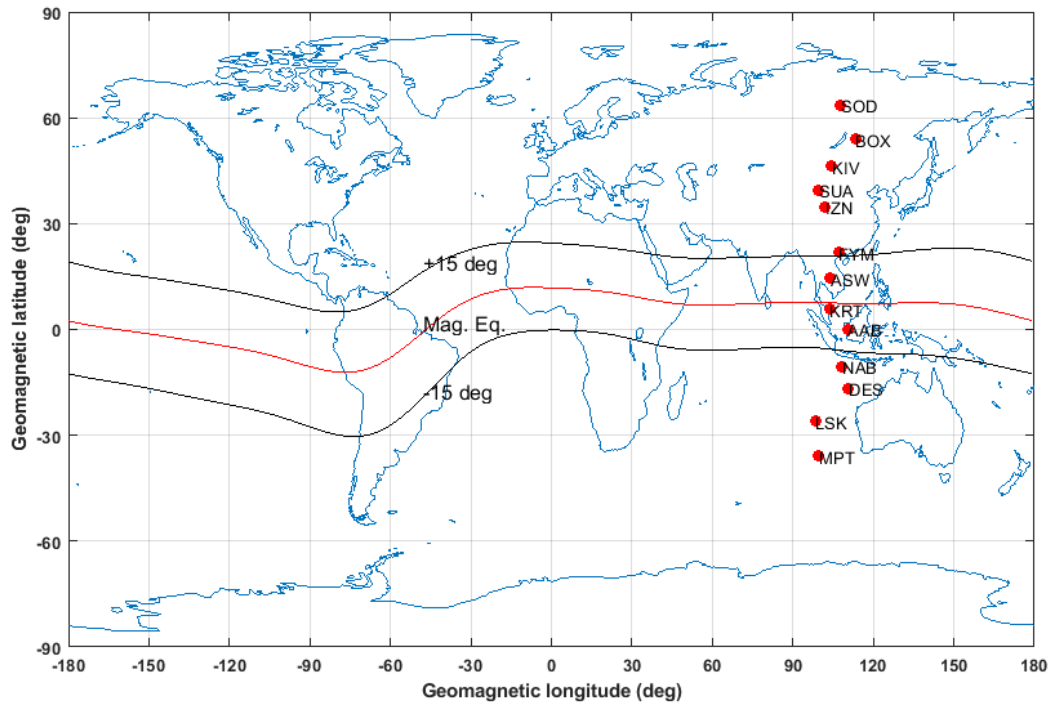 90
60
30
0
-30
-60
-90
Geomagnetic latitude (deg)
SOD
BOX
KIV
SUA
IZN
FYM
+15 deg
ASW
KRT
Mag. Eq.
AAB
NAB
-15 deg
DES
LSK
MPT
-180 -150 -120 -90 -60 -30 0 30 60 90 120 150 180
Geomagnetic longitude (deg)